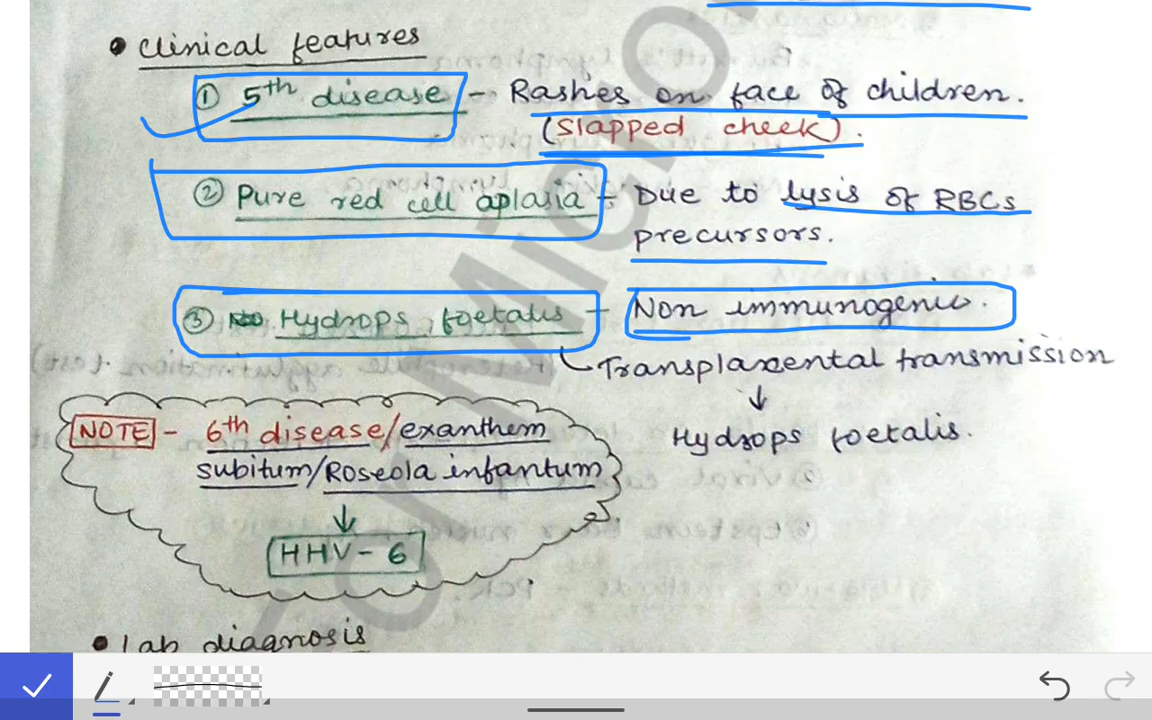 • Clinical features
① 5th disease - Rashes on face of children.
(slapped cheek).
② Pure red cell aplasia - Due to lysis of RBCs
precursors.
③ Hydrops foetalis - Non immunogenic.
Transplacental transmission
↓
Hydrops foetalis.
NOTE - 6th disease/exanthem
subitum/Roseola infantum
↓
HHV-6
• Lab diagnosis